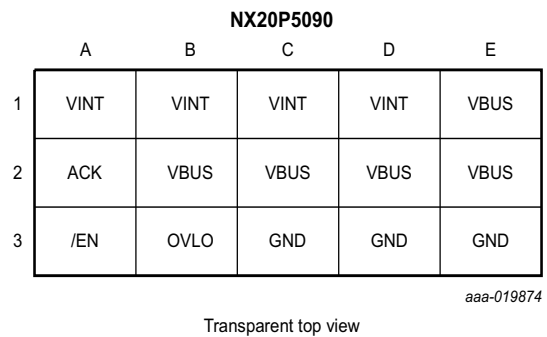 NX20P5090
A B C D E
1 VINT VINT VINT VINT VBUS
2 ACK VBUS VBUS VBUS VBUS
3 /EN OVLO GND GND GND
aaa-019874
Transparent top view